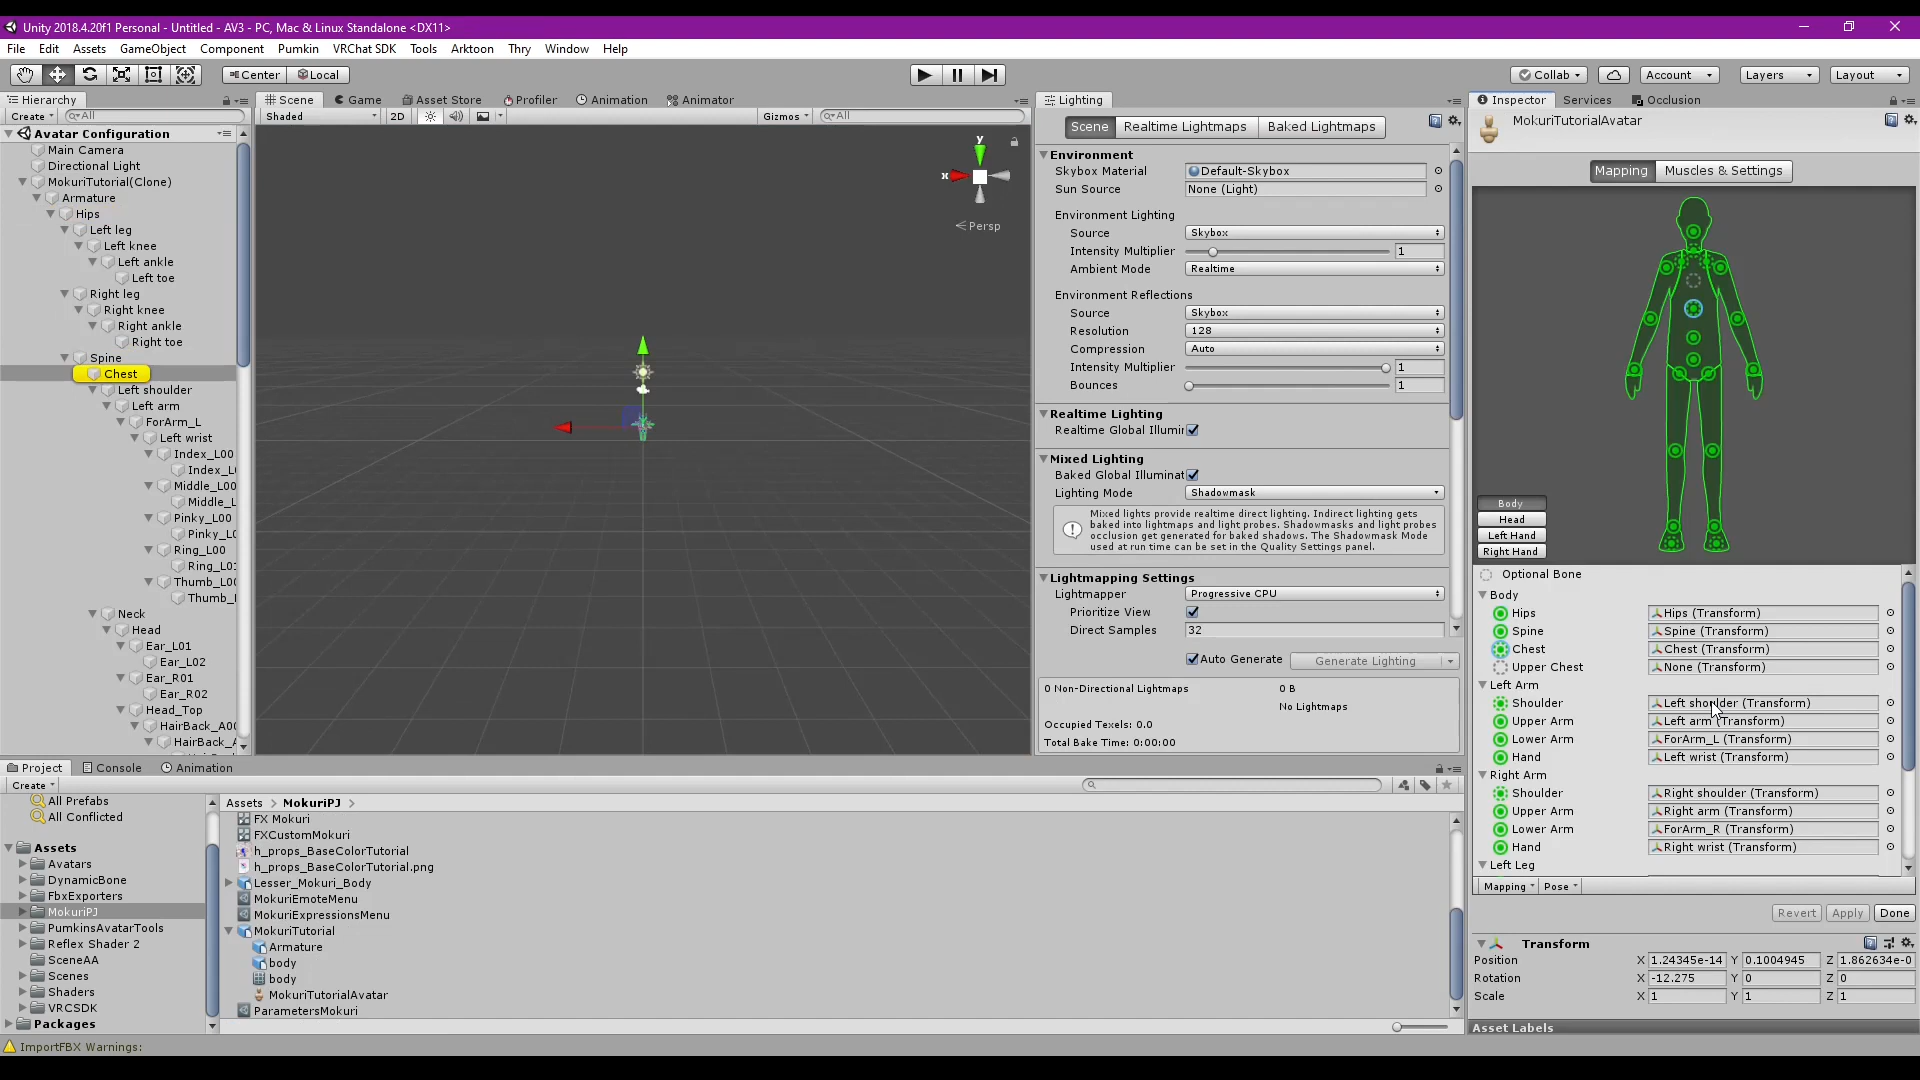 Unity 2018.4.20f1 Personal - Untitled - AV3 - PC, Mac & Linux Standalone <DX11>
File Edit Assets GameObject Component Pumkin VRChat SDK Tools Arktoon Thry Window Help
Center Local Collab Account Layers Layout
Hierarchy
Create All
Avatar Configuration
Main Camera
Directional Light
MokuriTutorial(Clone)
Armature
Hips
Left leg
Left knee
Left ankle
Left toe
Right leg
Right knee
Right ankle
Right toe
Spine
Chest
Left shoulder
Left arm
ForArm_L
Left wrist
Index_L00
Index_L
Middle_L00
Middle_L
Pinky_L00
Pinky_L
Ring_L00
Ring_L0
Thumb_L0
Thumb_
Neck
Head
Ear_L01
Ear_L02
Ear_R01
Ear_R02
Head_Top
HairBack_A0
HairBack_
Scene Game Asset Store Profiler Animation Animator
Shaded 2D Gizmos All
y
x
Persp
Lighting
Scene Realtime Lightmaps Baked Lightmaps
Environment
Skybox Material Default-Skybox
Sun Source None (Light)
Environment Lighting
Source Skybox
Intensity Multiplier 1
Ambient Mode Realtime
Environment Reflections
Source Skybox
Resolution 128
Compression Auto
Intensity Multiplier 1
Bounces 1
Realtime Lighting
Realtime Global Illumir
Mixed Lighting
Baked Global Illuminat
Lighting Mode Shadowmask
Mixed lights provide realtime direct lighting. Indirect lighting gets
baked into lightmaps and light probes. Shadowmasks and light probes
occlusion get generated for baked shadows. The Shadowmask Mode
used at run time can be set in the Quality Settings panel.
Lightmapping Settings
Lightmapper Progressive CPU
Prioritize View
Direct Samples 32
Auto Generate Generate Lighting
0 Non-Directional Lightmaps 0 B
No Lightmaps
Occupied Texels: 0.0
Total Bake Time: 0:00:00
Inspector Services Occlusion
MokuriTutorialAvatar
Mapping Muscles & Settings
Body
Head
Left Hand
Right Hand
Optional Bone
Body
Hips Hips (Transform)
Spine Spine (Transform)
Chest Chest (Transform)
Upper Chest None (Transform)
Left Arm
Shoulder Left shoulder (Transform)
Upper Arm Left arm (Transform)
Lower Arm ForArm_L (Transform)
Hand Left wrist (Transform)
Right Arm
Shoulder Right shoulder (Transform)
Upper Arm Right arm (Transform)
Lower Arm ForArm_R (Transform)
Hand Right wrist (Transform)
Left Leg
Mapping Pose
Revert Apply Done
Transform
Position X 1.24345e-14 Y 0.1004945 Z 1.862634e-0
Rotation X -12.275 Y 0 Z 0
Scale X 1 Y 1 Z 1
Asset Labels
Project Console Animation
Create
All Prefabs
All Conflicted
Assets
Avatars
DynamicBone
FbxExporters
MokuriPJ
PumkinsAvatarTools
Reflex Shader 2
SceneAA
Scenes
Shaders
VRCSDK
Packages
Assets > MokuriPJ >
FX Mokuri
FXCustomMokuri
h_props_BaseColorTutorial
h_props_BaseColorTutorial.png
Lesser_Mokuri_Body
MokuriEmoteMenu
MokuriExpressionsMenu
MokuriTutorial
Armature
body
body
MokuriTutorialAvatar
ParametersMokuri
ImportFBX Warnings: